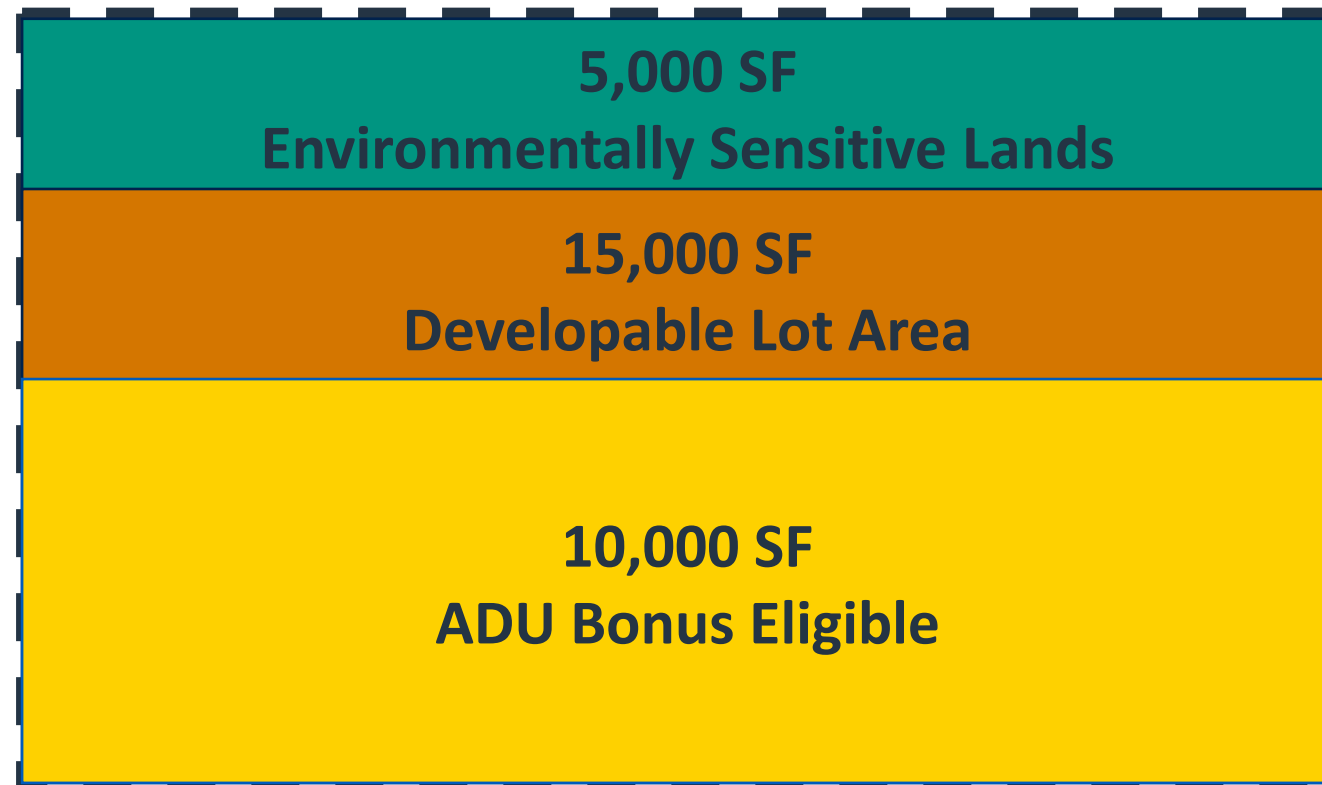 5,000 SF
Environmentally Sensitive Lands
15,000 SF
Developable Lot Area
10,000 SF
ADU Bonus Eligible